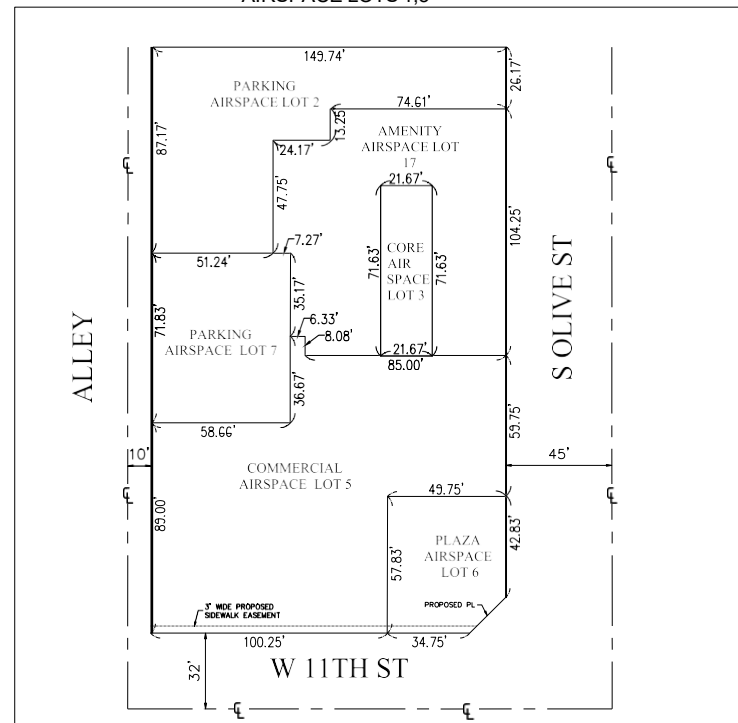 149.74'
26.17'
PARKING
AIRSPACE LOT 2
74.61'
13.25
AMENITY
AIRSPACE LOT
17
87.17'
24.17'
47.75'
21.67'
104.25'
7.27'
51.24'
CORE
AIR
SPACE
LOT 3
71.63'
71.63'
S OLIVE ST
35.17'
6.33'
8.08'
ALLEY
71.83'
PARKING
AIRSPACE LOT 7
21.67'
85.00'
36.67'
58.66'
59.75'
10'
45'
COMMERCIAL
AIRSPACE LOT 5
49.75'
89.00'
57.83'
PLAZA
AIRSPACE
LOT 6
42.83'
3' WIDE PROPOSED
SIDEWALK EASEMENT
PROPOSED PL
100.25'
34.75'
32'
W 11TH ST